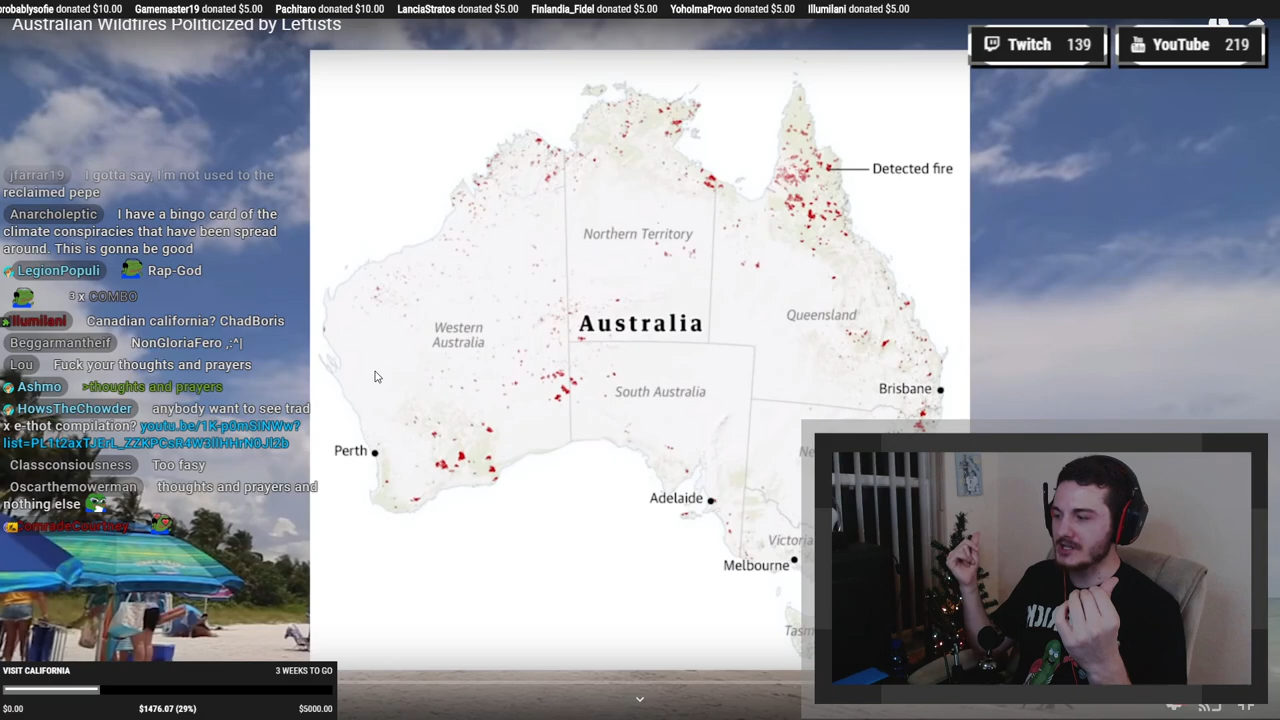 robablysofie donated $5.00 Gamemaster19 donated $5.00 Pachitaro donated $10.00 LanciaStratos donated $5.00 Finlandia_Fidel donated $5.00 YoholmaProvo donated $5.00 Illumilani donated $5.00
Australian Wildfires Politicized by Leftists
Twitch 139 YouTube 219
jfarrar19 I gotta say, I'm not used to the
reclaimed pepe
Anarcholeptic I have a bingo card of the
climate conspiracies that have been spread
around. This is gonna be good
LegionPopuli Rap-God
3 x COMBO
Illumilani Canadian california? ChadBoris
Beggarmantheif NonGloriaFero ,:^|
Lou Fuck your thoughts and prayers
Ashmo >thoughts and prayers
HowsTheChowder anybody want to see trad
x e-thot compilation?
Classconsiousness Too fasy
Oscarthemowerman thoughts and prayers and
nothing else
ComradeCourtney
Detected fire
Northern Territory
Australia
Queensland
Western
Australia
South Australia
Brisbane
Perth
Adelaide
Victoria
Melbourne
Tasm
VISIT CALIFORNIA 3 WEEKS TO GO
$0.00 $1476.07 (29%) $5000.00